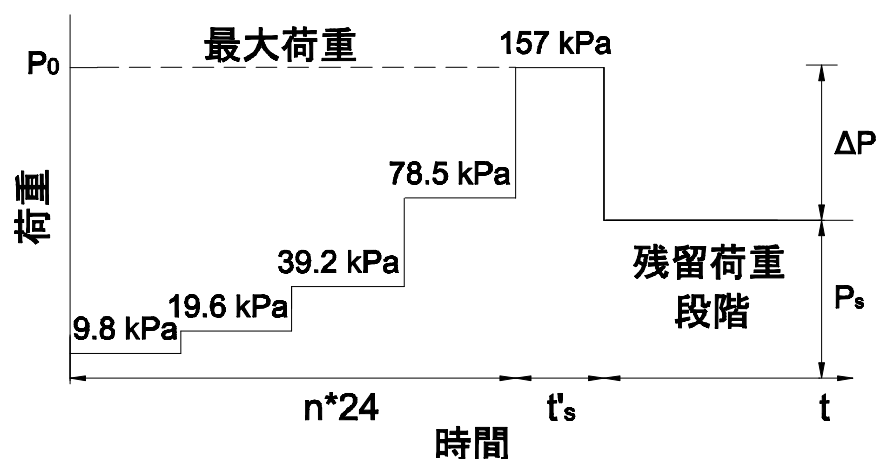 最大荷重
157 kPa
P₀
ΔP
78.5 kPa
荷重
39.2 kPa
残留荷重
段階
19.6 kPa
9.8 kPa
Pₛ
n*24
t'ₛ
t
時間